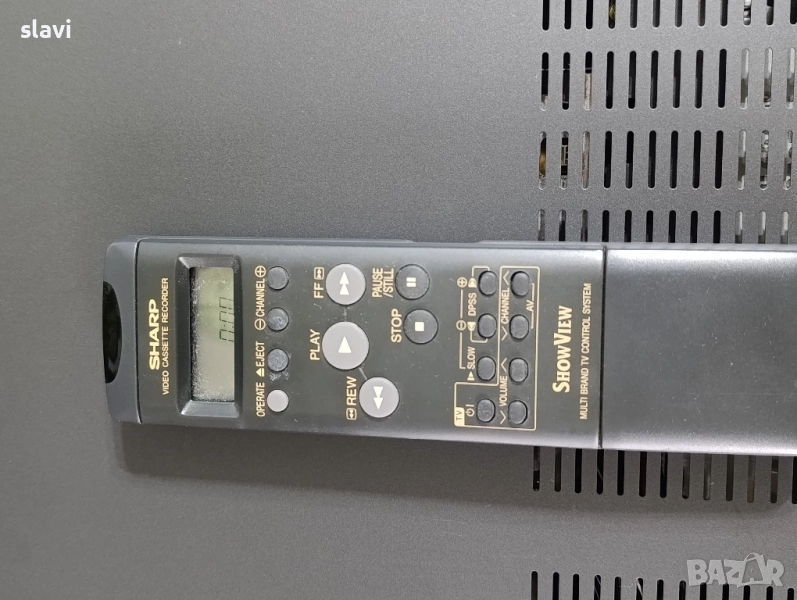 slavi
SHARP
VIDEO CASSETTE RECORDER
0:00
OPERATE ▲EJECT ⊖CHANNEL⊕
PLAY
FF
REW
STOP
PAUSE
/STILL
SLOW
⊖ DPSS ⊕
TV
VOLUME
CHANNEL
AV
SHOWVIEW
MULTI BRAND TV CONTROL SYSTEM
BAZAR